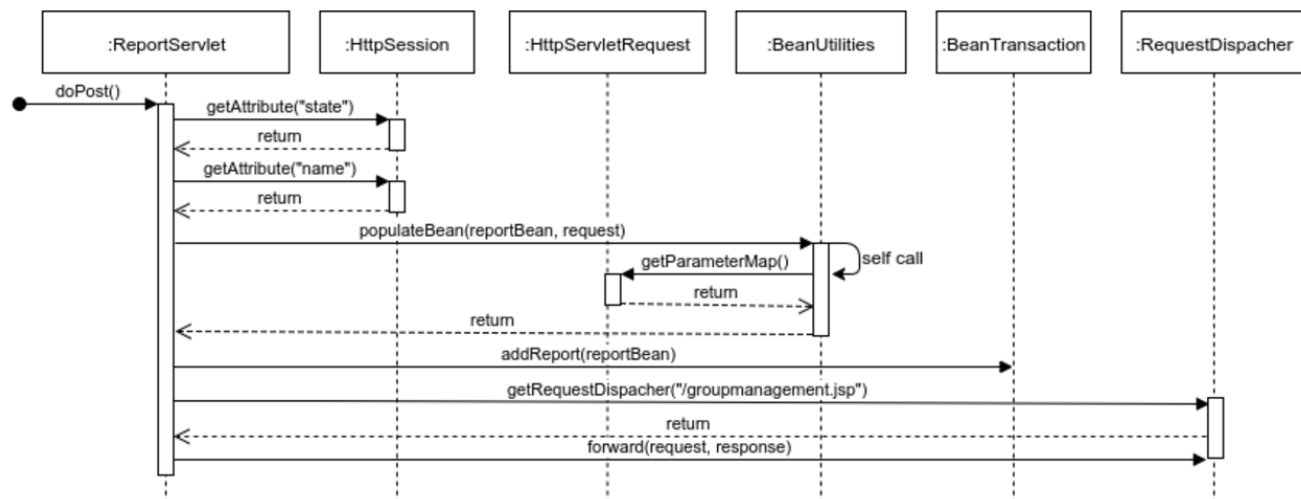 :ReportServlet
:HttpSession
:HttpServletRequest
:BeanUtilities
:BeanTransaction
:RequestDispacher
doPost()
getAttribute("state")
return
getAttribute("name")
return
populateBean(reportBean, request)
self call
getParameterMap()
return
return
addReport(reportBean)
getRequestDispacher("/groupmanagement.jsp")
return
forward(request, response)